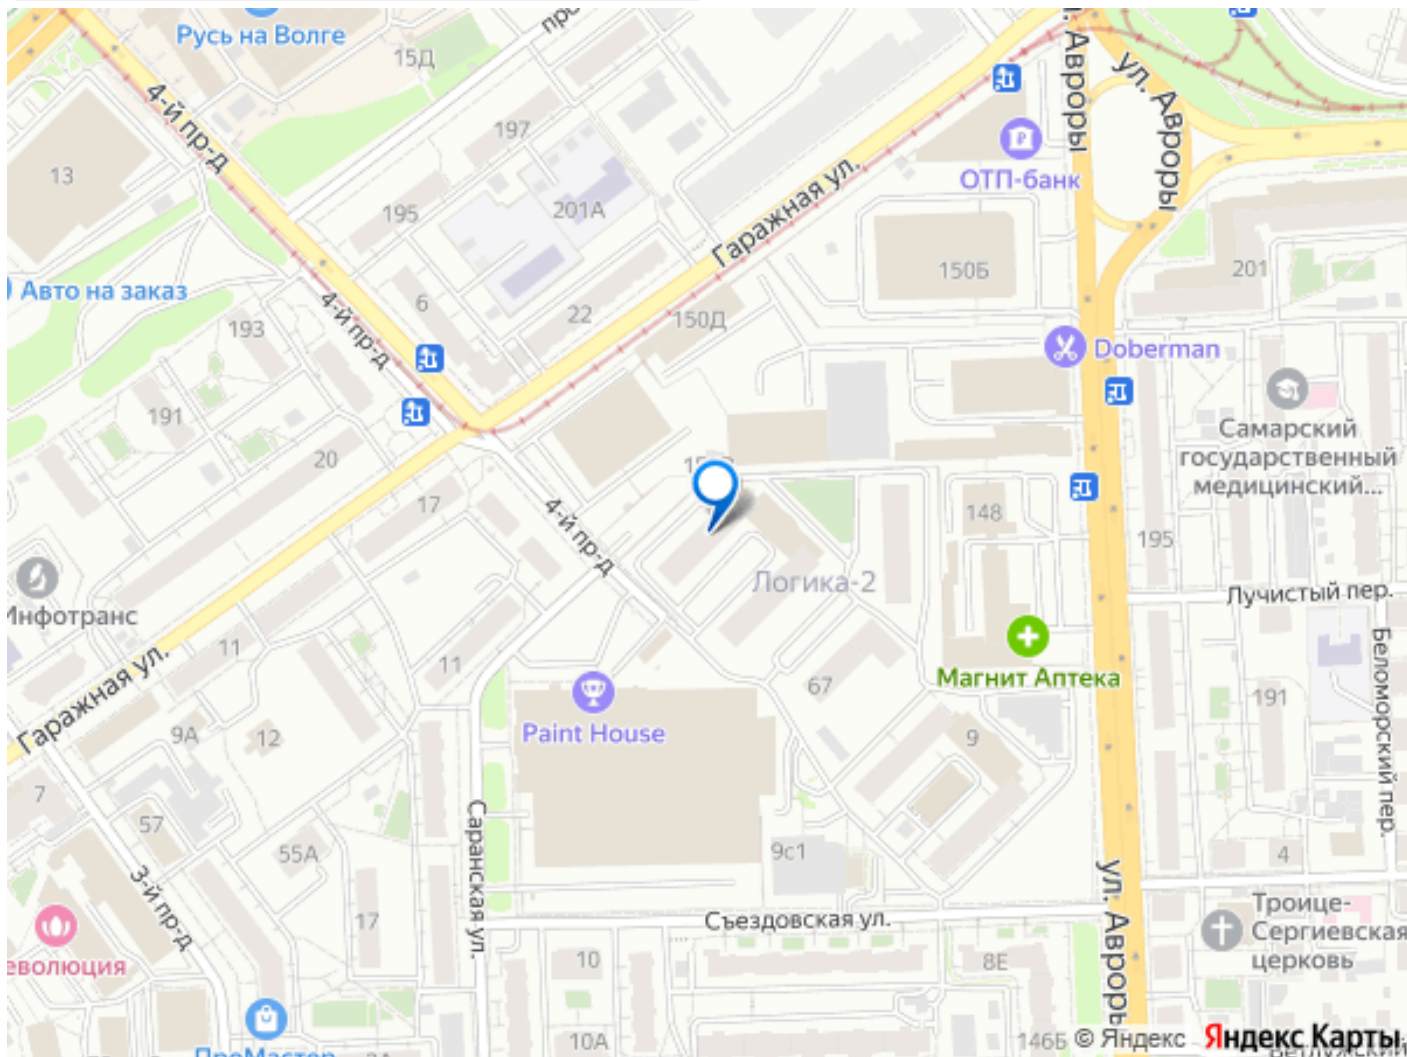 Русь на Волге
15Д
ул. Авроры
ул. Авроры
4-й пр-д
197
13
ОТП-банк
Гаражная ул.
195
201А
150Б
201
Авто на заказ
4-й пр-д
6
22
150Д
193
Doberman
191
Самарский
государственный
медицинский...
20
17
4-й пр-д
148
195
Инфотранс
Логика-2
Лучистый пер.
11
11
Магнит Аптека
67
Беломорский пер.
Гаражная ул.
Paint House
191
9А
12
9
7
57
55А
Саранская ул.
9с1
4
3-й пр-д
17
Съездовская ул.
ул. Авроры
Троице-
Сергиевская
церковь
еволюция
10
8Е
10А
146Б
© Яндекс
Яндекс Карты
ПроМастер